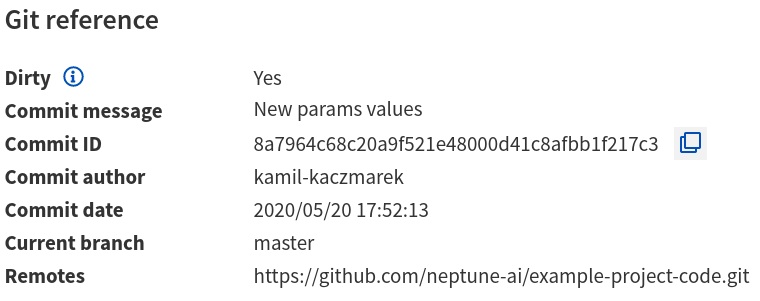 Git reference
Dirty Yes
Commit message New params values
Commit ID 8a7964c68c20a9f521e48000d41c8afbb1f217c3
Commit author kamil-kaczmarek
Commit date 2020/05/20 17:52:13
Current branch master
Remotes https://github.com/neptune-ai/example-project-code.git